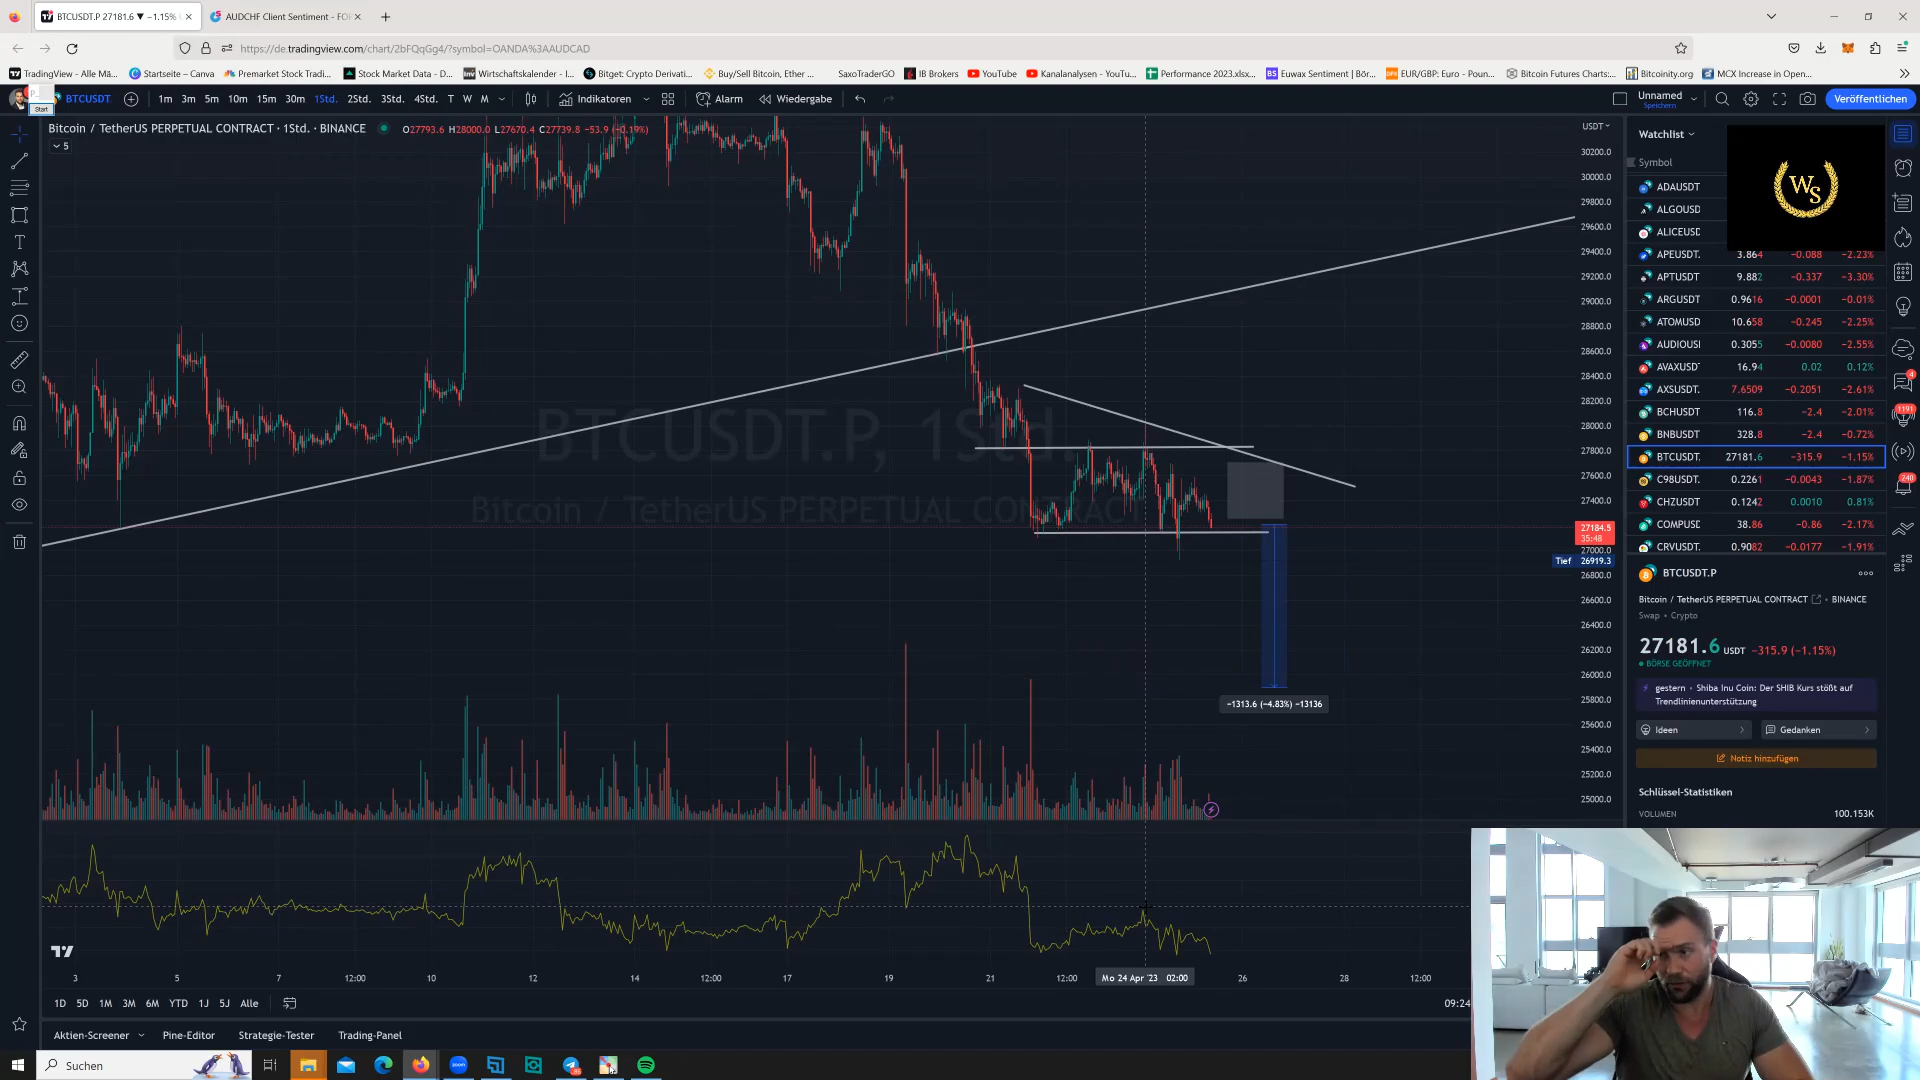 BTCUSDT.P 27181.6 ▼ −1.15%
AUDCHF Client Sentiment - FO
https://de.tradingview.com/chart/2bFQqGg4/?symbol=OANDA%3AAUDCAD
TradingView - Alle Mä... Startseite – Canva Premarket Stock Tradi... Stock Market Data - D... Wirtschaftskalender - I... Bitget: Crypto Derivati... Buy/Sell Bitcoin, Ether ... SaxoTraderGO IB Brokers YouTube Kanalanalysen - YouT... Performance 2023.xlsx... Euwax Sentiment | Bör... EUR/GBP: Euro - Poun... Bitcoin Futures Charts:... Bitcoinity.org MCX Increase in Open...
Start
BTCUSDT 1m 3m 5m 10m 15m 30m 1Std. 2Std. 3Std. 4Std. T W M Indikatoren Alarm Wiedergabe
Unnamed
Speichern
Veröffentlichen
Bitcoin / TetherUS PERPETUAL CONTRACT · 1Std. · BINANCE O27793.6 H28000.0 L27670.4 C27739.8 −53.9 (−0.19%)
5
BTCUSDT.P, 1Std.
Bitcoin / TetherUS PERPETUAL CONTRACT
USDT
30200.0
30000.0
29800.0
29600.0
29400.0
29200.0
29000.0
28800.0
28600.0
28400.0
28200.0
28000.0
27800.0
27600.0
27400.0
27184.5
35:48
27000.0
Tief 26919.3
26800.0
26600.0
26400.0
26200.0
26000.0
25800.0
25600.0
25400.0
25200.0
25000.0
−1313.6 (−4.83%) −13136
3 5 7 12:00 10 12 14 12:00 17 19 21 12:00 Mo 24 Apr '23 02:00 26 28 12:00
1D 5D 1M 3M 6M YTD 1J 5J Alle
09:24
Aktien-Screener Pine-Editor Strategie-Tester Trading-Panel
Suchen
Watchlist
Symbol
WS
ADAUSDT
ALGOUSD
ALICEUSD
APEUSDT. 3.864 −0.088 −2.23%
APTUSDT 9.882 −0.337 −3.30%
ARGUSDT 0.9616 −0.0001 −0.01%
ATOMUSD 10.658 −0.245 −2.25%
AUDIOUSI 0.3055 −0.0080 −2.55%
AVAXUSD 16.94 0.02 0.12%
AXSUSDT. 7.6509 −0.2051 −2.61%
BCHUSDT 116.8 −2.4 −2.01%
BNBUSDT 328.8 −2.4 −0.72%
BTCUSDT. 27181.6 −315.9 −1.15%
C98USDT. 0.2261 −0.0043 −1.87%
CHZUSDT 0.1242 0.0010 0.81%
COMPUSD 38.86 −0.86 −2.17%
CRVUSDT. 0.9082 −0.0177 −1.91%
4
1191
240
BTCUSDT.P
Bitcoin / TetherUS PERPETUAL CONTRACT • BINANCE
Swap • Crypto
27181.6 USDT −315.9 (−1.15%)
BÖRSE GEÖFFNET
gestern • Shiba Inu Coin: Der SHIB Kurs stößt auf
Trendlinienunterstützung
Ideen Gedanken
Notiz hinzufügen
Schlüssel-Statistiken
VOLUMEN 100.153K